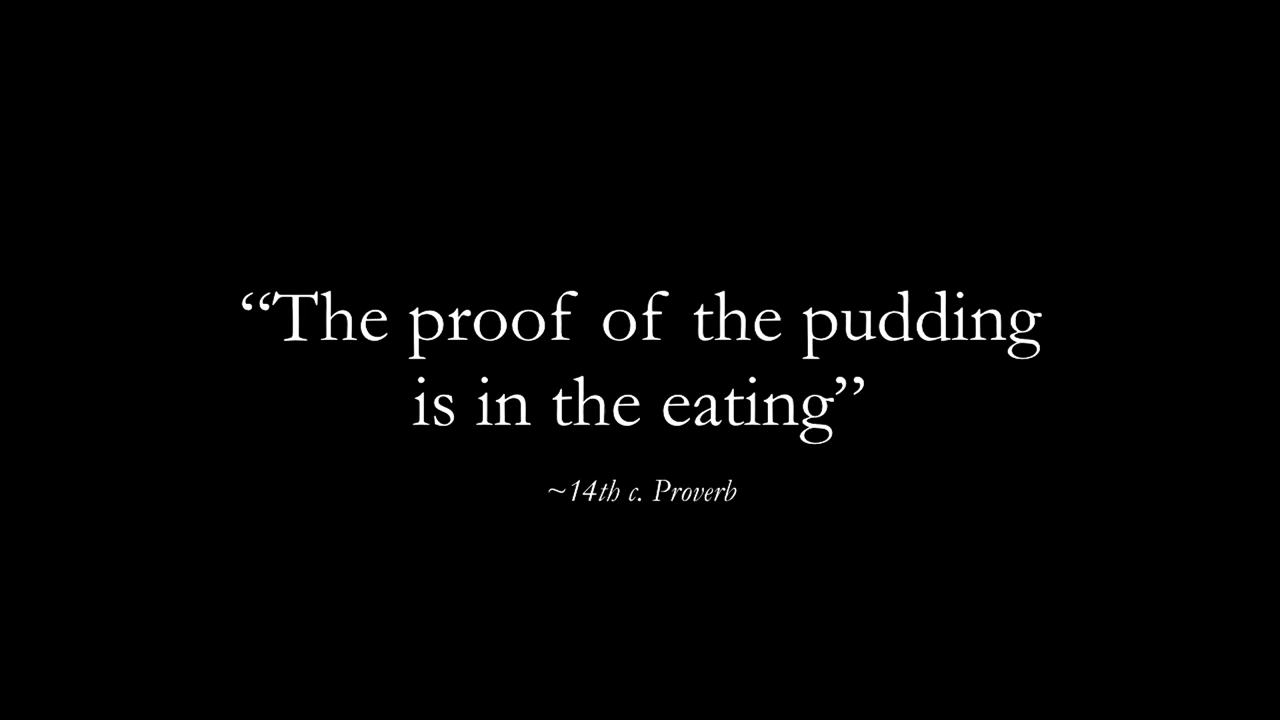 “The proof of the pudding
is in the eating”
~14th c. Proverb